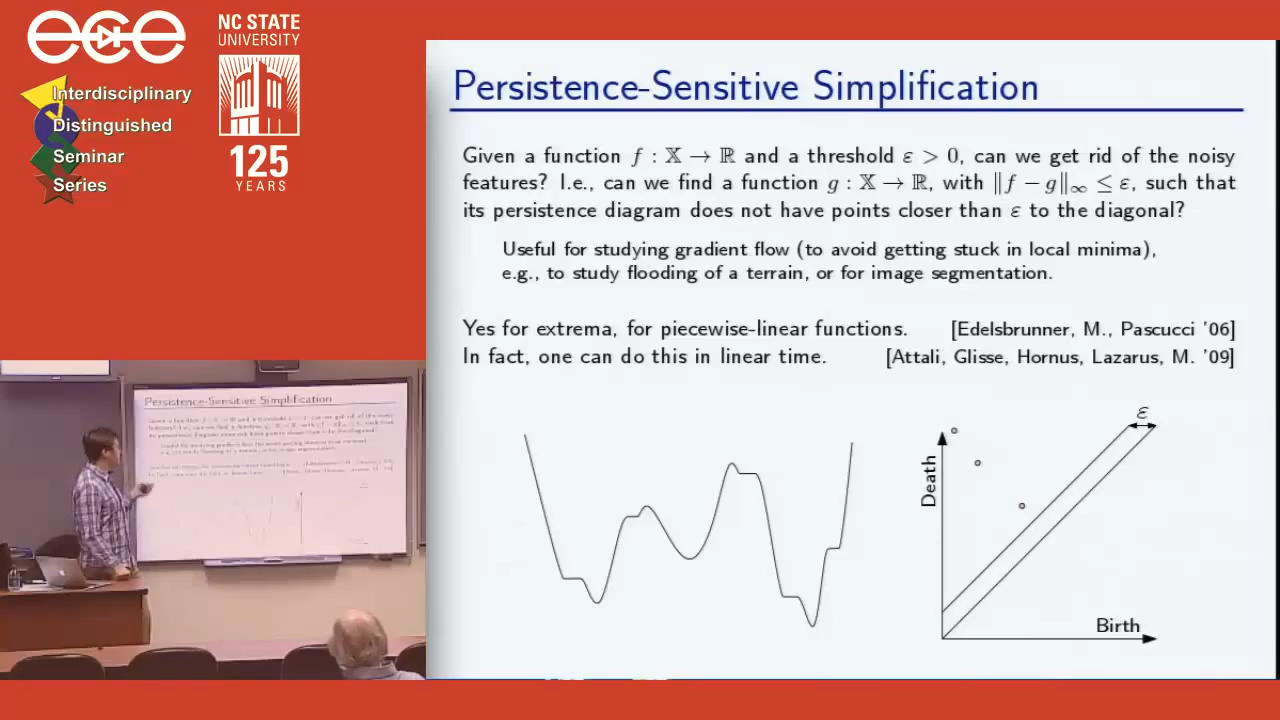 ece
NC STATE
UNIVERSITY
125
YEARS
Interdisciplinary
Distinguished
Seminar
Series
Persistence-Sensitive Simplification
Given a function f : 𝕏 → ℝ and a threshold ε > 0, can we get rid of the noisy
features? I.e., can we find a function g : 𝕏 → ℝ, with ‖f − g‖∞ ≤ ε, such that
its persistence diagram does not have points closer than ε to the diagonal?
Useful for studying gradient flow (to avoid getting stuck in local minima),
e.g., to study flooding of a terrain, or for image segmentation.
Yes for extrema, for piecewise-linear functions. [Edelsbrunner, M., Pascucci '06]
In fact, one can do this in linear time. [Attali, Glisse, Hornus, Lazarus, M. '09]
ε
Death
Birth
Persistence-Sensitive Simplification